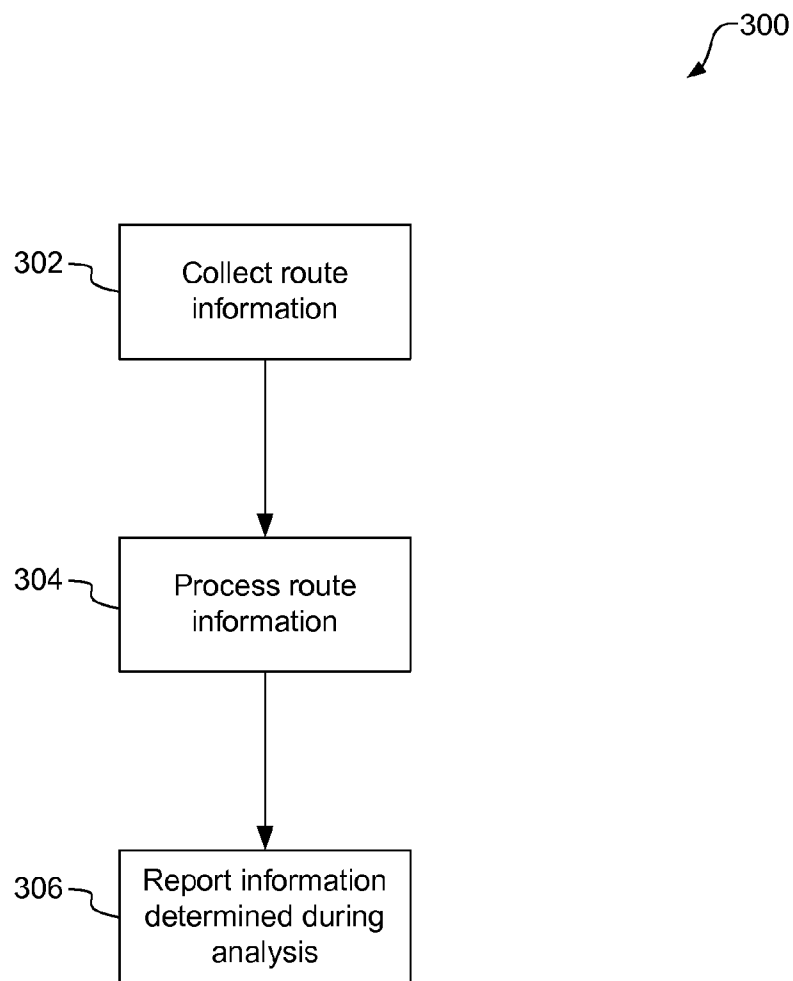 300
302
Collect route
information
304
Process route
information
306
Report information
determined during
analysis